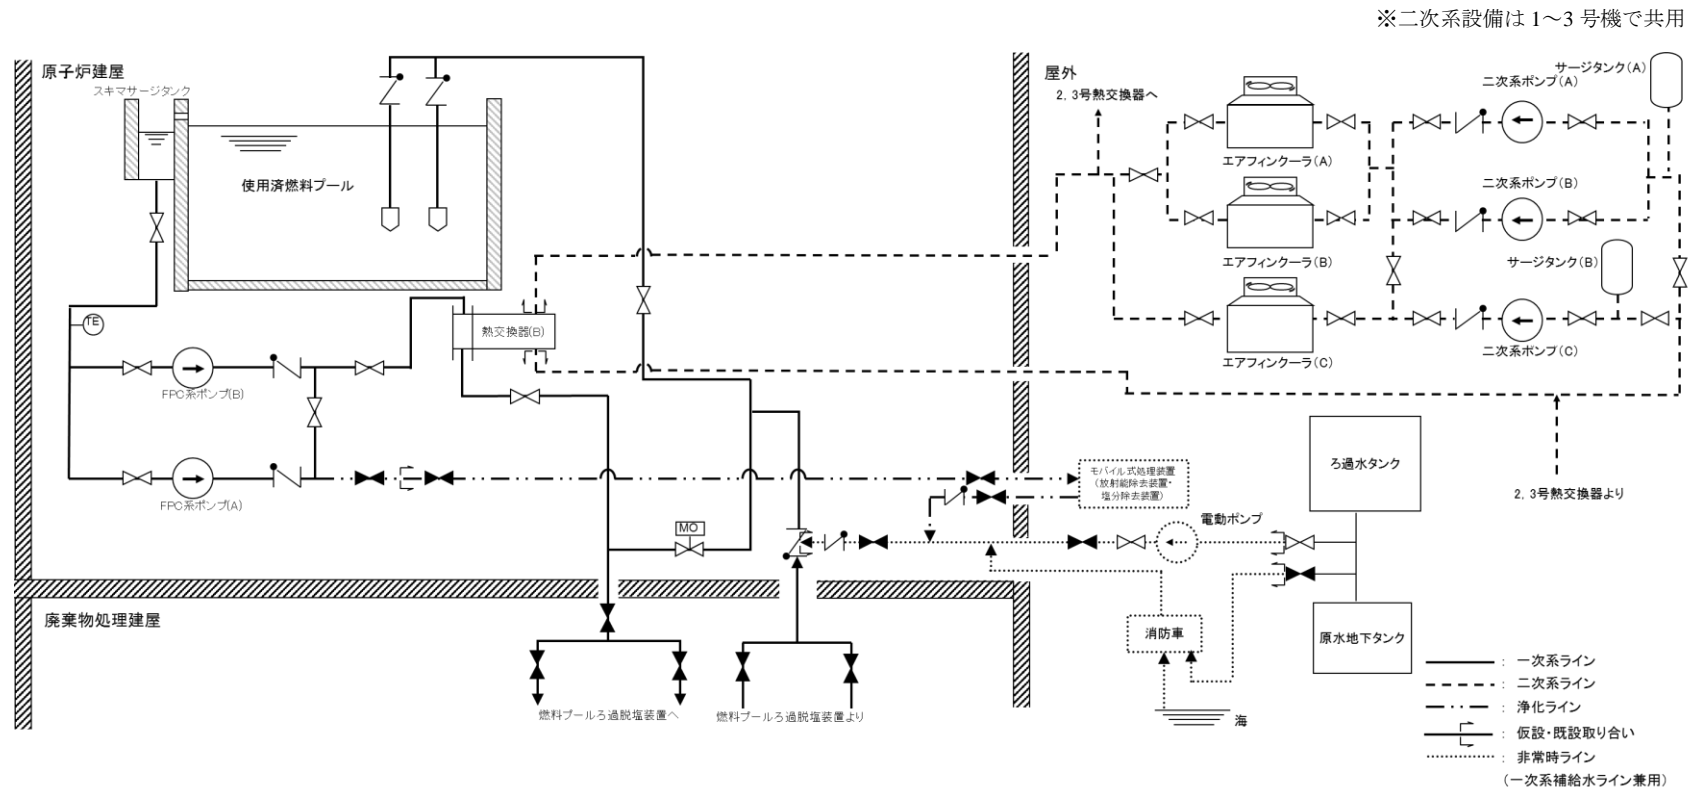 ※二次系設備は 1～3 号機で共用
原子炉建屋
スキマサージタンク
使用済燃料プール
TE
熱交換器(B)
FPC系ポンプ(B)
FPC系ポンプ(A)
MO
屋外
2, 3号熱交換器へ
エアフィンクーラ(A)
エアフィンクーラ(B)
エアフィンクーラ(C)
サージタンク(A)
二次系ポンプ(A)
二次系ポンプ(B)
サージタンク(B)
二次系ポンプ(C)
2, 3号熱交換器より
モバイル式処理装置
(放射能除去装置・
塩分除去装置)
電動ポンプ
ろ過水タンク
原水地下タンク
消防車
海
廃棄物処理建屋
燃料プールろ過脱塩装置へ
燃料プールろ過脱塩装置より
： 一次系ライン
： 二次系ライン
： 浄化ライン
： 仮設・既設取り合い
： 非常時ライン
(一次系補給水ライン兼用)